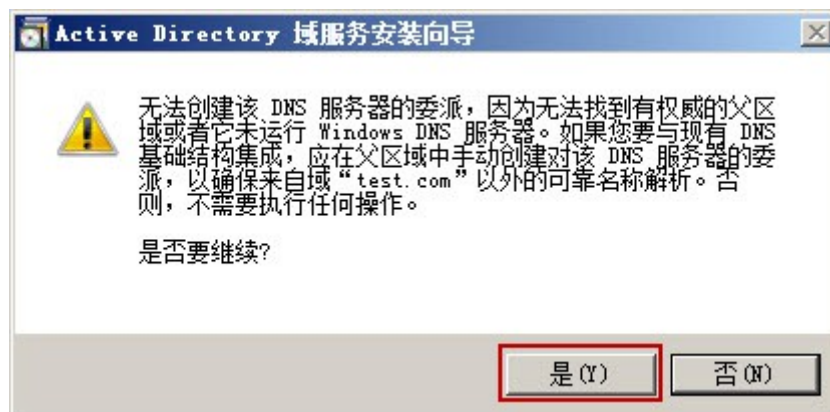 Active Directory 域服务安装向导
无法创建该 DNS 服务器的委派，因为无法找到有权威的父区
域或者它未运行 Windows DNS 服务器。如果您要与现有 DNS
基础结构集成，应在父区域中手动创建对该 DNS 服务器的委
派，以确保来自域“test.com”以外的可靠名称解析。否
则，不需要执行任何操作。
是否要继续?
是(Y)
否(N)